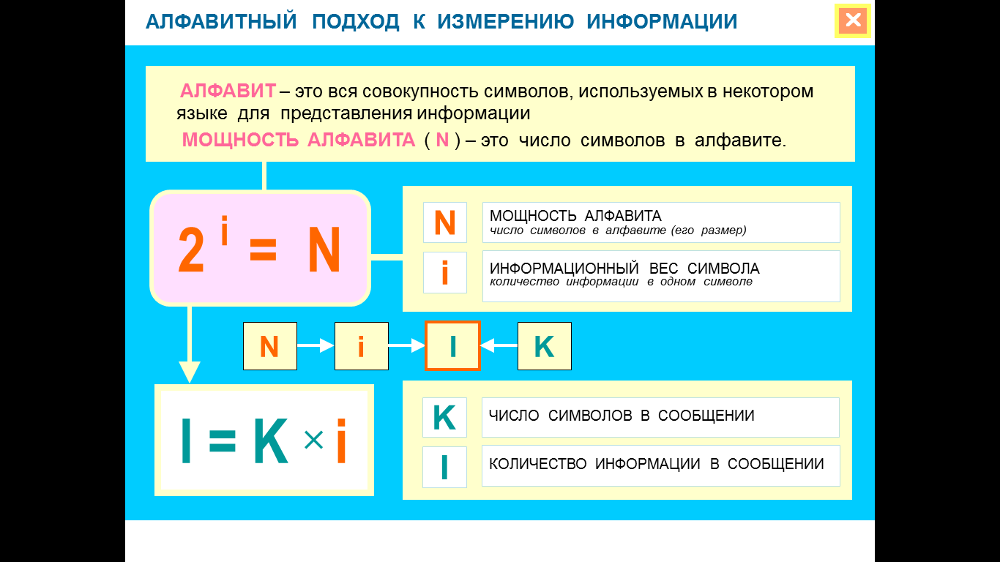 АЛФАВИТНЫЙ ПОДХОД К ИЗМЕРЕНИЮ ИНФОРМАЦИИ
АЛФАВИТ – это вся совокупность символов, используемых в некотором
языке для представления информации
МОЩНОСТЬ АЛФАВИТА ( N ) – это число символов в алфавите.
2 i = N
N
МОЩНОСТЬ АЛФАВИТА
число символов в алфавите (его размер)
i
ИНФОРМАЦИОННЫЙ ВЕС СИМВОЛА
количество информации в одном символе
N i I K
I = K × i
K
ЧИСЛО СИМВОЛОВ В СООБЩЕНИИ
I
КОЛИЧЕСТВО ИНФОРМАЦИИ В СООБЩЕНИИ